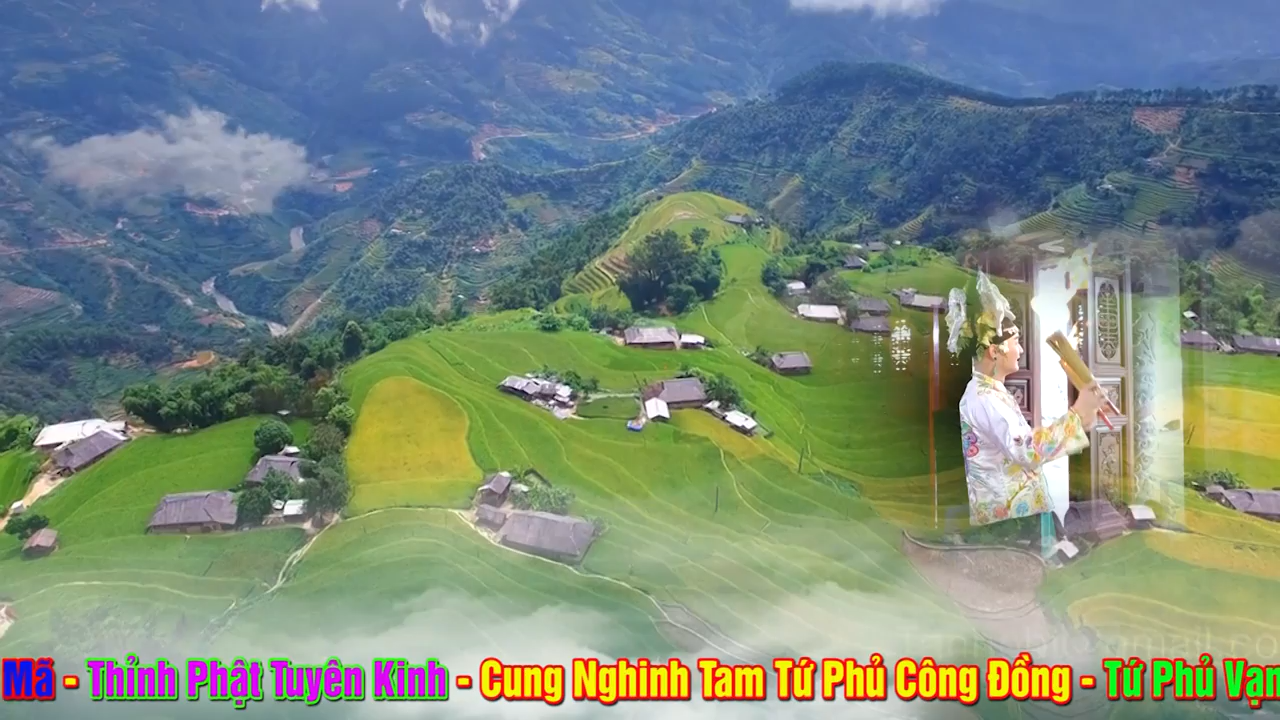 Mã - Thỉnh Phật Tuyên Kinh - Cung Nghinh Tam Tứ Phủ Công Đồng - Tứ Phủ Vạn